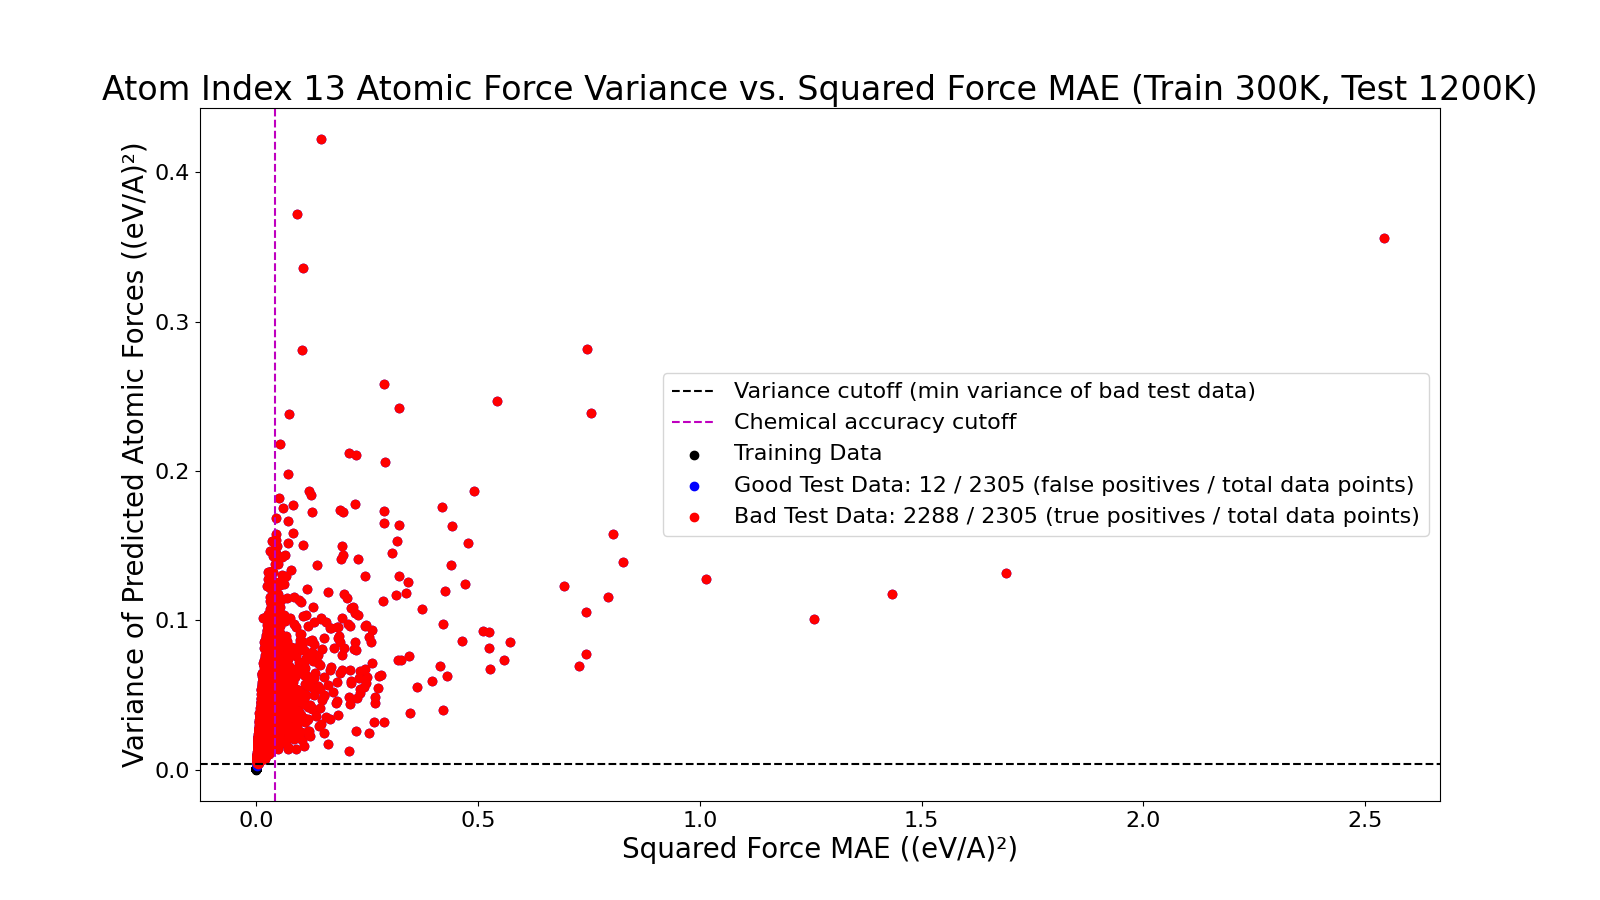 Atom Index 13 Atomic Force Variance vs. Squared Force MAE (Train 300K, Test 1200K)
Variance of Predicted Atomic Forces ((eV/A)²)
0.4
0.3
0.2
0.1
0.0
Variance cutoff (min variance of bad test data)
Chemical accuracy cutoff
Training Data
Good Test Data: 12 / 2305 (false positives / total data points)
Bad Test Data: 2288 / 2305 (true positives / total data points)
0.0 0.5 1.0 1.5 2.0 2.5
Squared Force MAE ((eV/A)²)